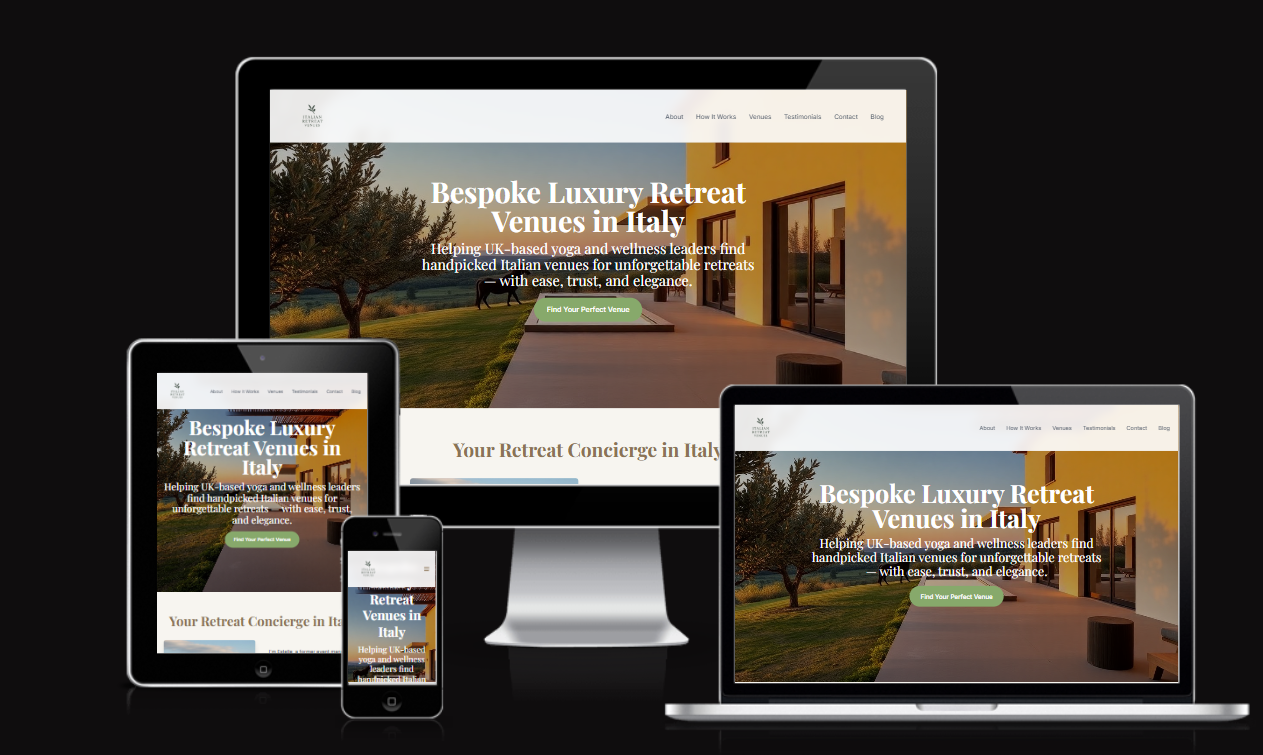 ITALIAN
RETREAT
VENUES
About How It Works Venues Testimonials Contact Blog
Bespoke Luxury Retreat
Venues in Italy
Helping UK-based yoga and wellness leaders find
handpicked Italian venues for unforgettable retreats
— with ease, trust, and elegance.
Find Your Perfect Venue
Your Retreat Concierge in Italy
ITALIAN
RETREAT
VENUES
About How It Works Venues Testimonials Contact Blog
Bespoke Luxury
Retreat Venues in
Italy
Helping UK-based yoga and wellness leaders
find handpicked Italian venues for
unforgettable retreats — with ease, trust,
and elegance.
Find Your Perfect Venue
Your Retreat Concierge in Ita
Retreat
Venues in
Italy
Helping UK-based
yoga and wellness
leaders find
handpicked Italian
ITALIAN
RETREAT
VENUES
About How It Works Venues Testimonials Contact Blog
Bespoke Luxury Retreat
Venues in Italy
Helping UK-based yoga and wellness leaders find
handpicked Italian venues for unforgettable retreats
— with ease, trust, and elegance.
Find Your Perfect Venue